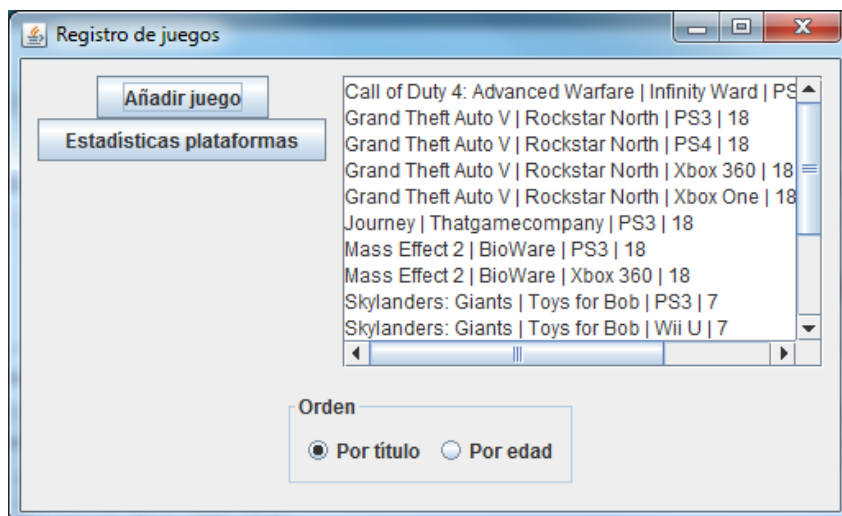 Registro de juegos
Añadir juego
Estadísticas plataformas
Call of Duty 4: Advanced Warfare | Infinity Ward | PS
Grand Theft Auto V | Rockstar North | PS3 | 18
Grand Theft Auto V | Rockstar North | PS4 | 18
Grand Theft Auto V | Rockstar North | Xbox 360 | 18
Grand Theft Auto V | Rockstar North | Xbox One | 18
Journey | Thatgamecompany | PS3 | 18
Mass Effect 2 | BioWare | PS3 | 18
Mass Effect 2 | BioWare | Xbox 360 | 18
Skylanders: Giants | Toys for Bob | PS3 | 7
Skylanders: Giants | Toys for Bob | Wii U | 7
Orden
Por título Por edad